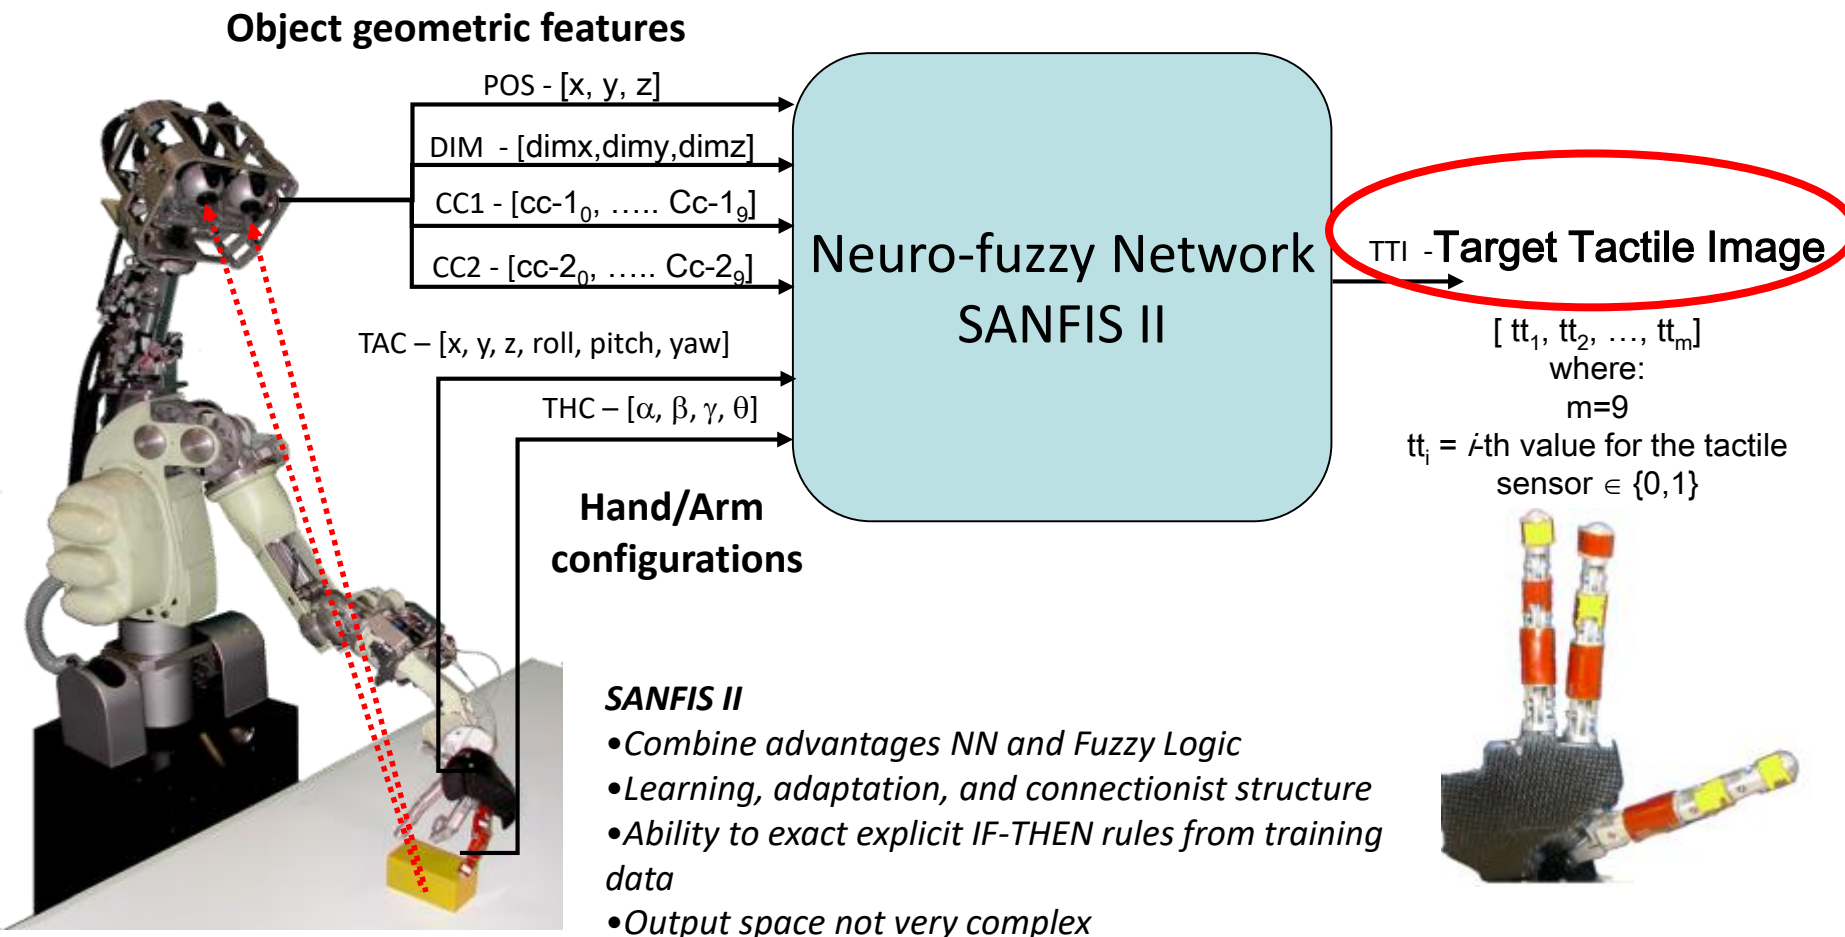 Object geometric features
POS - [x, y, z]
DIM - [dimx,dimy,dimz]
CC1 - [cc-1₀, ..... Cc-1₉]
CC2 - [cc-2₀, ..... Cc-2₉]
TAC – [x, y, z, roll, pitch, yaw]
THC – [α, β, γ, θ]
Hand/Arm
configurations
Neuro-fuzzy Network
SANFIS II
TTI -Target Tactile Image
[ tt₁, tt₂, …, ttₘ]
where:
m=9
ttᵢ = i-th value for the tactile
sensor ∈ {0,1}
SANFIS II
•Combine advantages NN and Fuzzy Logic
•Learning, adaptation, and connectionist structure
•Ability to exact explicit IF-THEN rules from training
data
•Output space not very complex